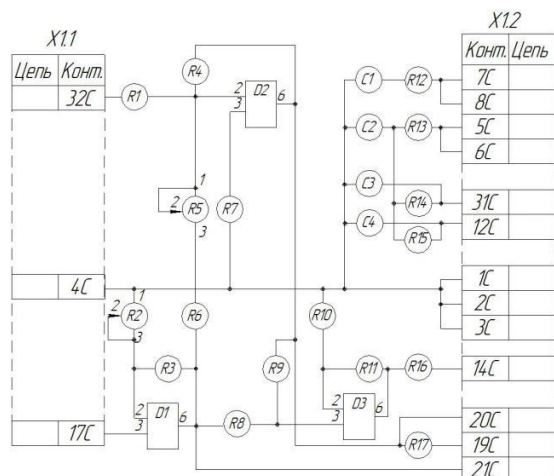 X1.1
X1.2
Цепь Конт.
Конт. Цепь
32С
R1
R4
2
3
D2
6
C1
R12
7С
8С
C2
R13
5С
6С
1
2
R5
3
R7
C3
R14
31С
C4
R15
12С
4С
1С
2С
3С
1
2
R2
3
R6
R10
R3
R9
R11
R16
14С
17С
2
3
D1
6
R8
2
3
D3
6
20С
R17
19С
21С